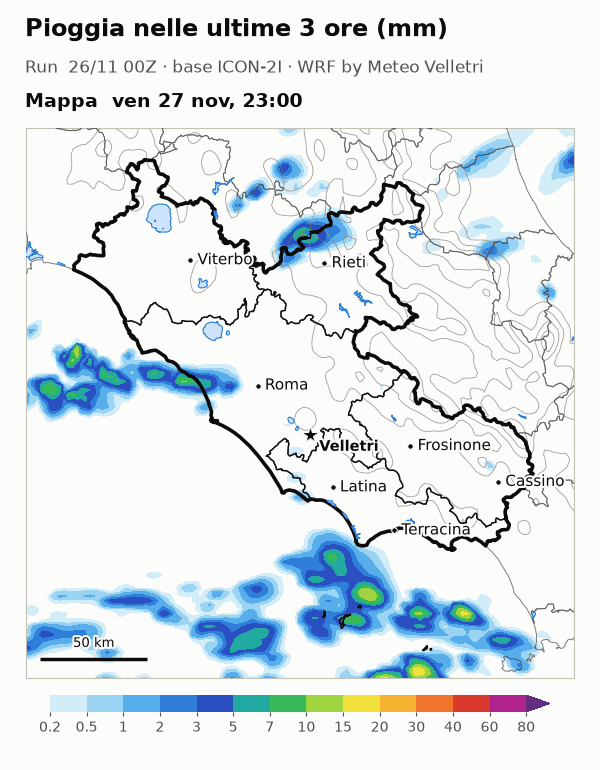 Pioggia nelle ultime 3 ore (mm)
Run 26/11 00Z · base ICON-2I · WRF by Meteo Velletri
Mappa ven 27 nov, 23:00
Viterbo
Rieti
Roma
Velletri
Frosinone
Cassino
Latina
Terracina
50 km
0.2 0.5 1 2 3 5 7 10 15 20 30 40 60 80